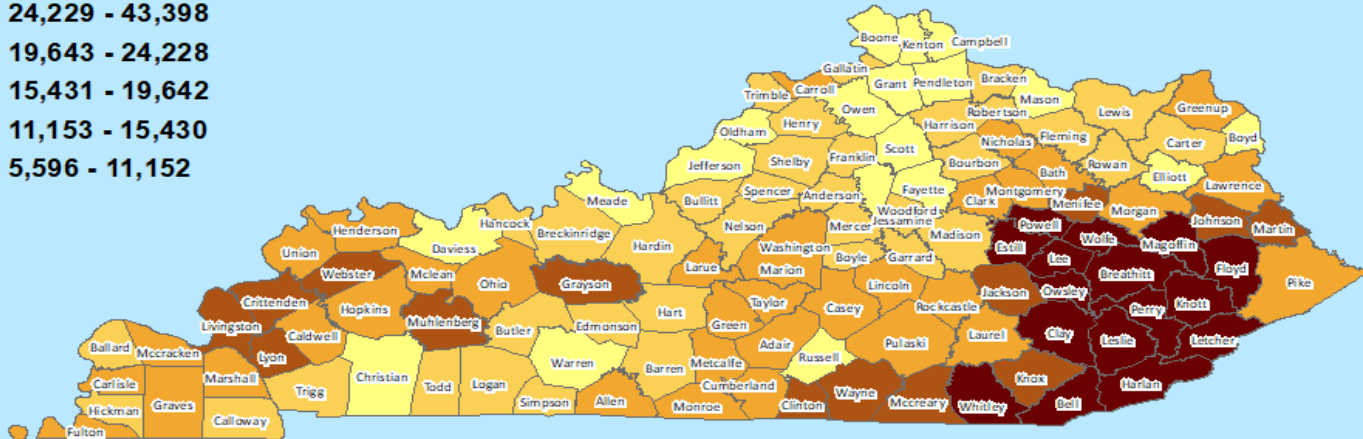 24,229 - 43,398
19,643 - 24,228
15,431 - 19,642
11,153 - 15,430
5,596 - 11,152
Boone
Kenton
Campbell
Gallatin
Grant
Pendleton
Bracken
Trimble
Carroll
Owen
Mason
Robertson
Lewis
Greenup
Oldham
Henry
Harrison
Nicholas
Fleming
Carter
Boyd
Jefferson
Shelby
Franklin
Scott
Bourbon
Bath
Rowan
Elliott
Lawrence
Meade
Bullitt
Spencer
Anderson
Fayette
Woodford
Jessamine
Clark
Montgomery
Menifee
Morgan
Johnson
Martin
Henderson
Daviess
Hancock
Breckinridge
Hardin
Nelson
Mercer
Madison
Powell
Estill
Wolfe
Magoffin
Lee
Floyd
Union
Webster
Mclean
Ohio
Grayson
Larue
Washington
Marion
Boyle
Garrard
Breathitt
Pike
Crittenden
Hopkins
Muhlenberg
Butler
Edmonson
Hart
Taylor
Green
Casey
Lincoln
Rockcastle
Jackson
Owsley
Perry
Knott
Livingston
Caldwell
Lyon
Ballard
Mccracken
Marshall
Christian
Todd
Logan
Warren
Barren
Metcalfe
Adair
Russell
Pulaski
Laurel
Clay
Leslie
Letcher
Carlisle
Graves
Trigg
Simpson
Allen
Monroe
Cumberland
Clinton
Wayne
Mccreary
Whitley
Knox
Bell
Harlan
Hickman
Calloway
Fulton